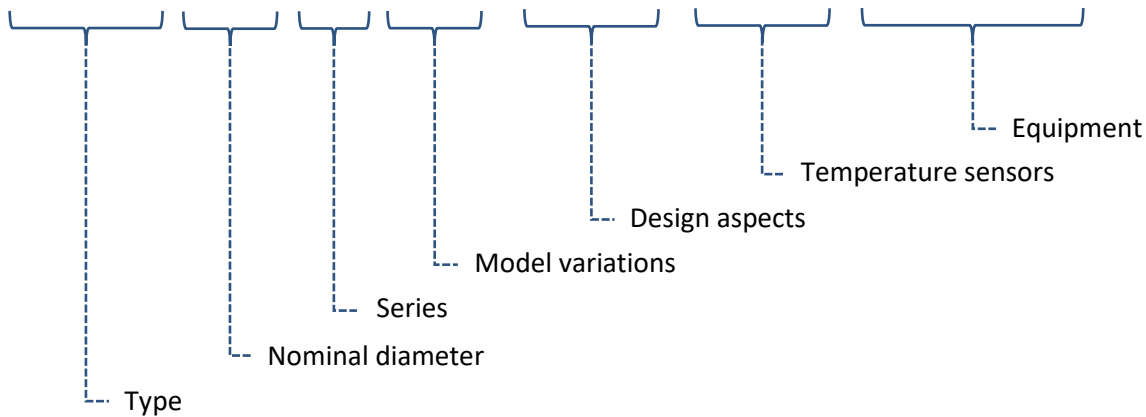 Equipment
Temperature sensors
Design aspects
Model variations
Series
Nominal diameter
Type